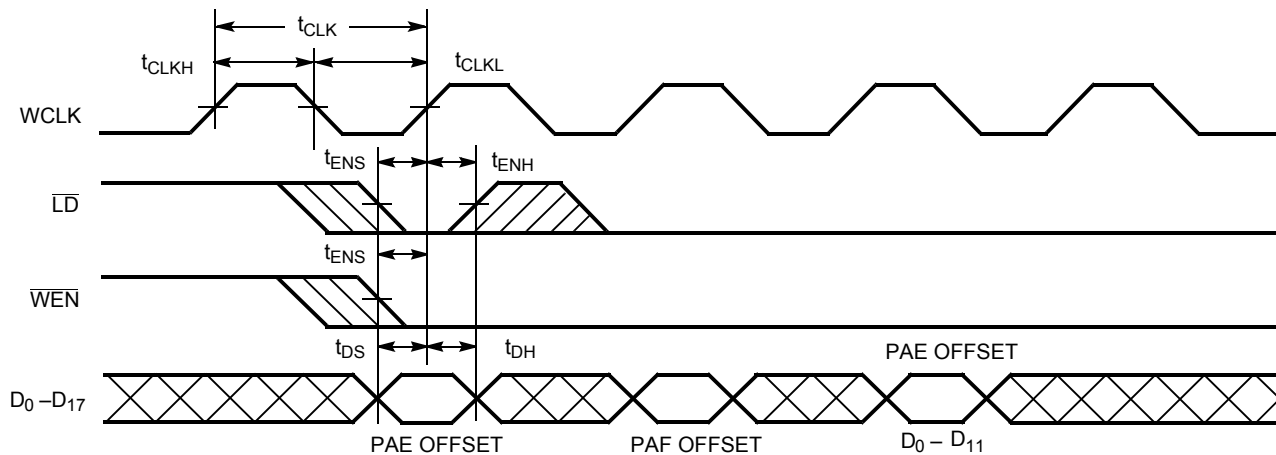 tCLK
tCLKH
tCLKL
WCLK
tENS
tENH
LD
tENS
WEN
tDS
tDH
PAE OFFSET
D0 –D17
PAE OFFSET
PAF OFFSET
D0 – D11